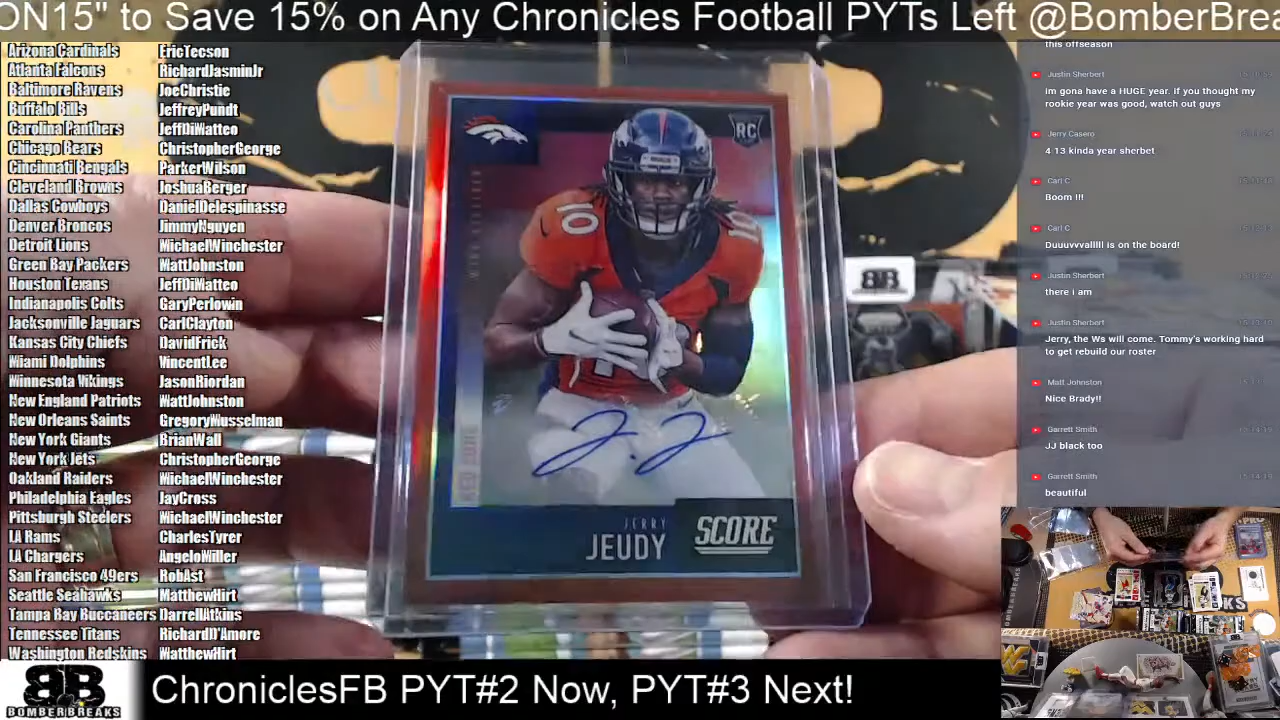 ON15" to Save 15% on Any Chronicles Football PYTs Left @BomberBrea
Arizona Cardinals EricTecson
Atlanta Falcons RichardJasminJr
Baltimore Ravens JoeChristie
Buffalo Bills JeffreyPundt
Carolina Panthers JeffDiMatteo
Chicago Bears ChristopherGeorge
Cincinnati Bengals ParkerWilson
Cleveland Browns JoshuaBerger
Dallas Cowboys DanielDelespinasse
Denver Broncos JimmyNguyen
Detroit Lions MichaelWinchester
Green Bay Packers MattJohnston
Houston Texans JeffDiMatteo
Indianapolis Colts GaryPerlowin
Jacksonville Jaguars CarlClayton
Kansas City Chiefs DavidFrick
Miami Dolphins VincentLee
Minnesota Vikings JasonRiordan
New England Patriots MattJohnston
New Orleans Saints GregoryMusselman
New York Giants BrianWall
New York Jets ChristopherGeorge
Oakland Raiders MichaelWinchester
Philadelphia Eagles JayCross
Pittsburgh Steelers MichaelWinchester
LA Rams CharlesTyrer
LA Chargers AngeloMiller
San Francisco 49ers RobAst
Seattle Seahawks MatthewHirt
Tampa Bay Buccaneers DarrellAtkins
Tennessee Titans RichardD'Amore
Washington Redskins MatthewHirt
RC
10
WIDE RECEIVER
RED ZONE
J.J
JERRY
JEUDY
SCORE
BB
this offseason
Justin Sherbert
im gona have a HUGE year. if you thought my
rookie year was good, watch out guys
Jerry Casero
4 13 kinda year sherbet
Carl C
Boom !!!
Carl C
Duuuvvvalllll is on the board!
Justin Sherbert
there i am
Justin Sherbert
Jerry, the Ws will come. Tommy's working hard
to get rebuild our roster
Matt Johnston
Nice Brady!!
Garrett Smith
JJ black too
Garrett Smith
beautiful
BB
BOMBERBREAKS
ChroniclesFB PYT#2 Now, PYT#3 Next!